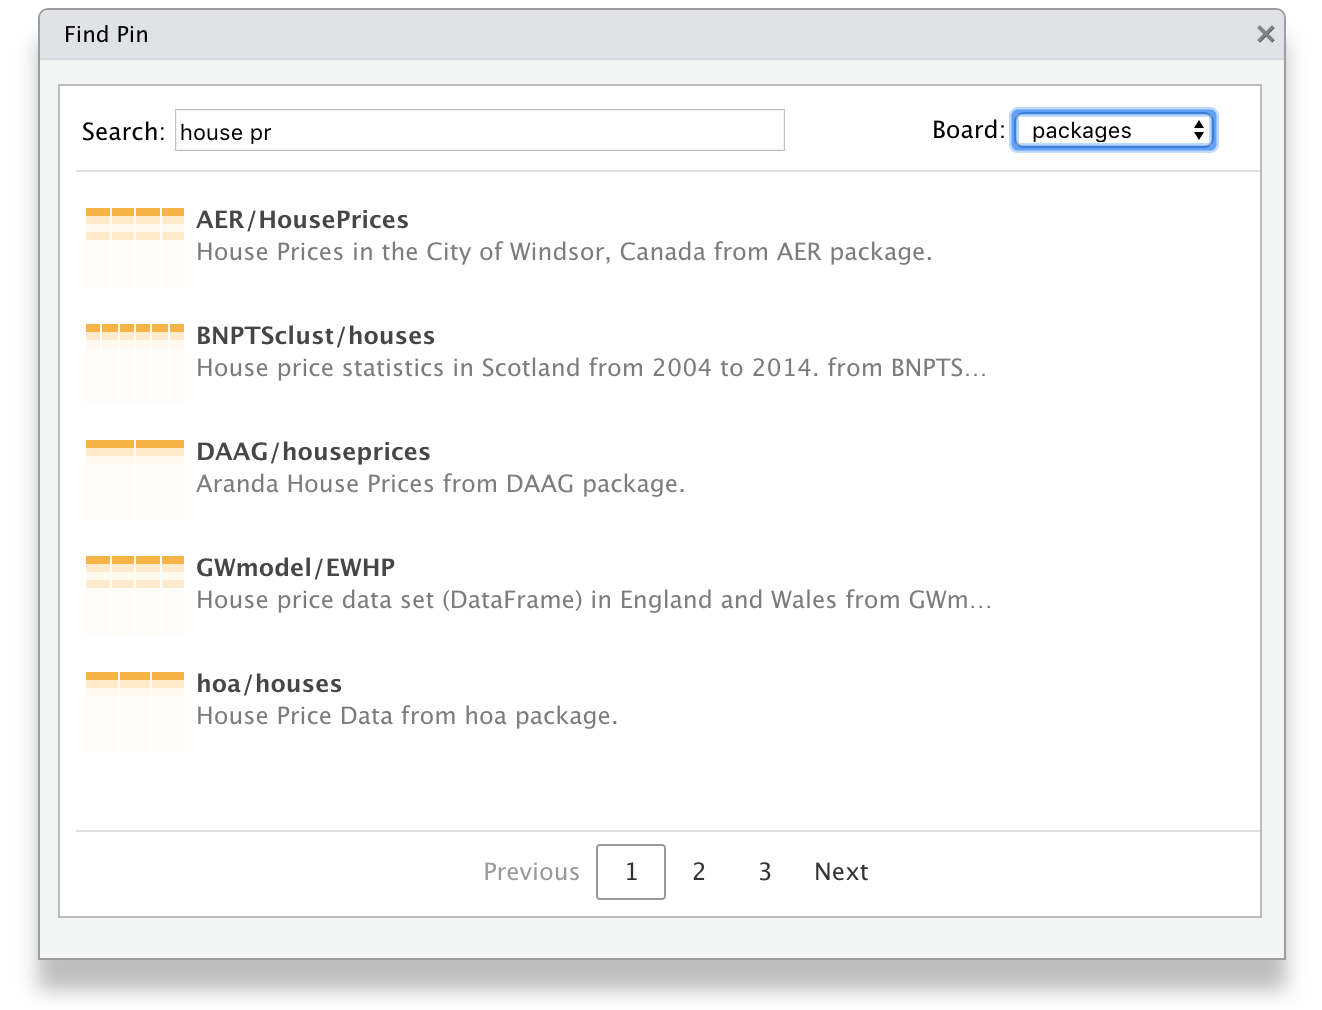 Find Pin
Search: house pr Board: packages
AER/HousePrices
House Prices in the City of Windsor, Canada from AER package.
BNPTSclust/houses
House price statistics in Scotland from 2004 to 2014. from BNPTS...
DAAG/houseprices
Aranda House Prices from DAAG package.
GWmodel/EWHP
House price data set (DataFrame) in England and Wales from GWm...
hoa/houses
House Price Data from hoa package.
Previous 1 2 3 Next